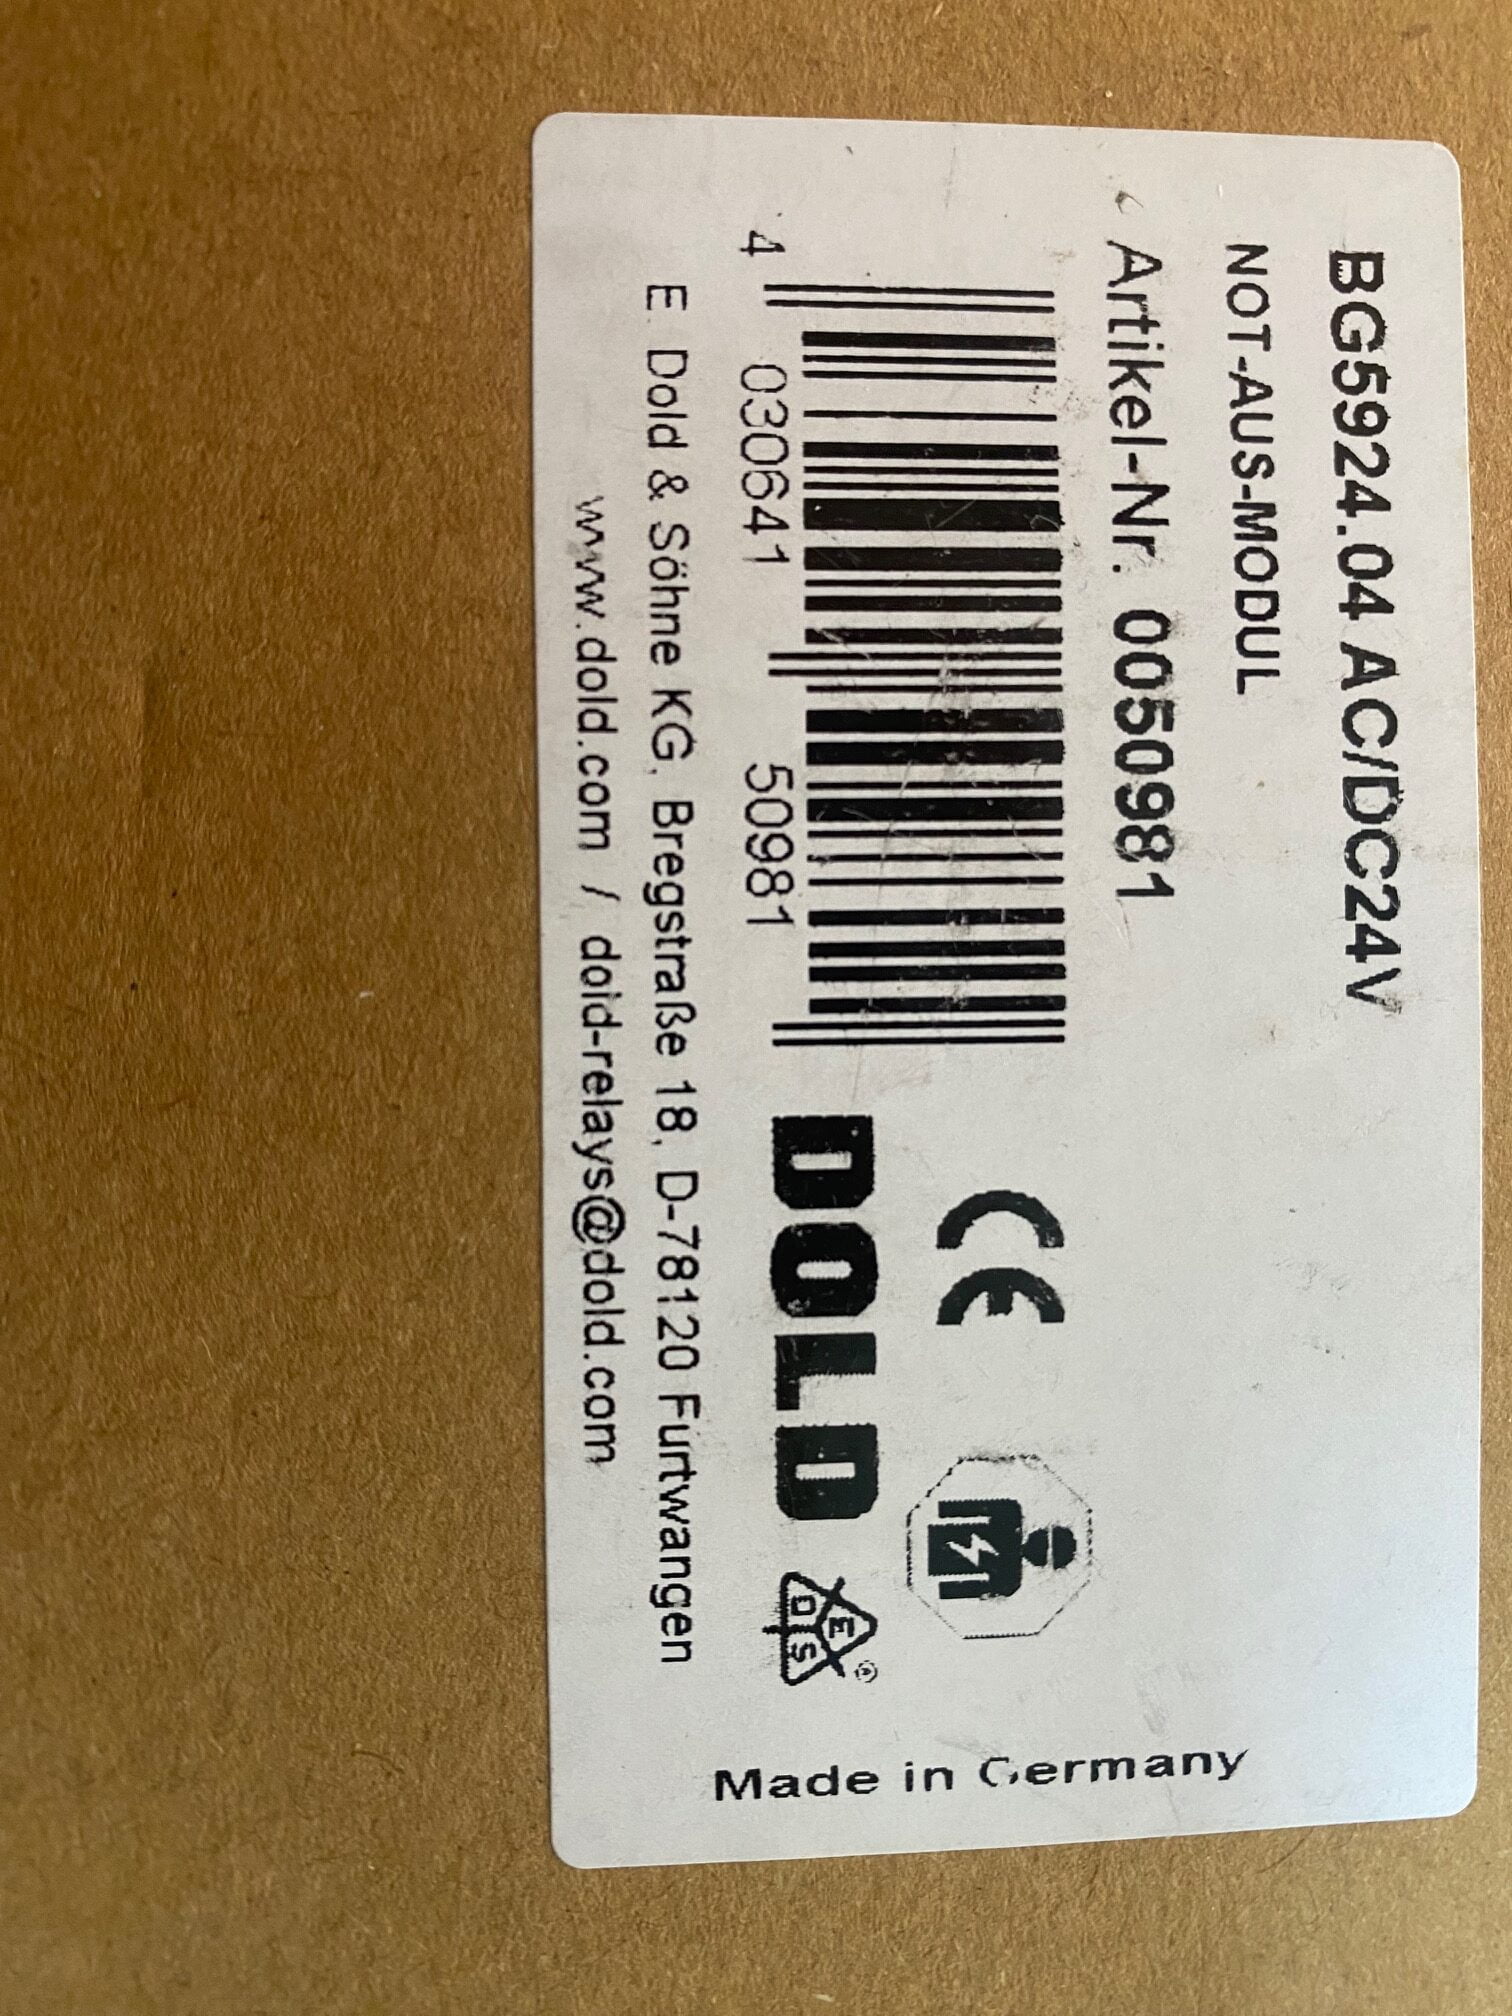 BG5924.04 AC/DC24V
NOT-AUS-MODUL
Artikel-Nr. 0050981
4 030641 50981
CE
DOLD
E DIS ®
E Dold & Söhne KG, Bregstraße 18, D-78120 Furtwangen
www.dold.com / dold-relays@dold.com
Made in Germany